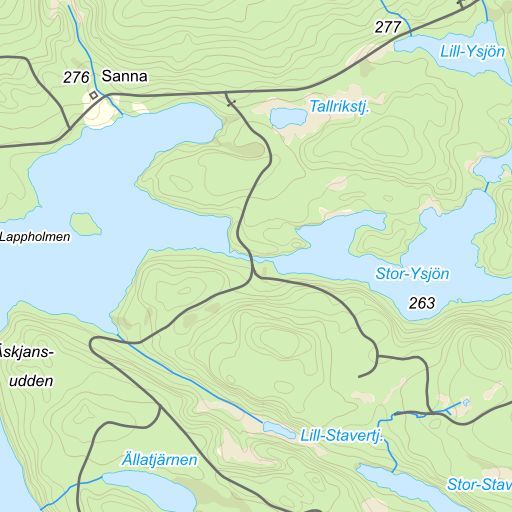 277
Lill-Ysjön
276 Sanna
Tallrikstj.
Lappholmen
Stor-Ysjön
263
Åskjans-
udden
Lill-Stavertj.
Ällatjärnen
Stor-Stav